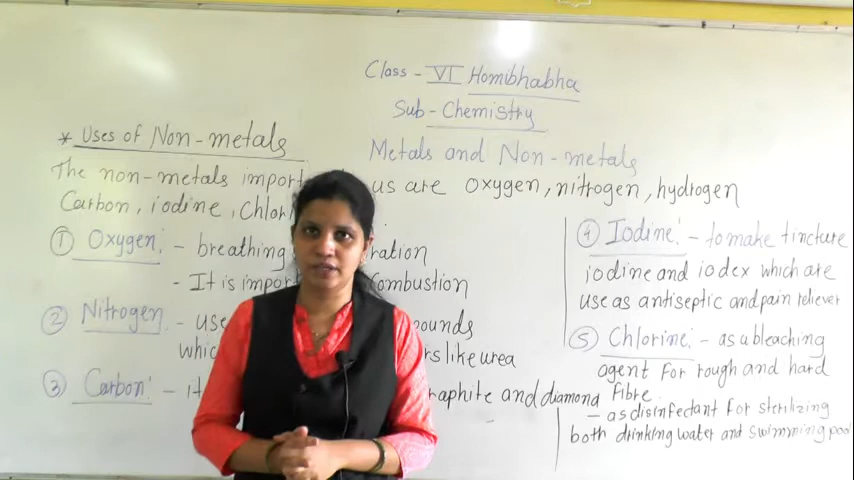 Class - VI Homibhabha
Sub - Chemistry
* Uses of Non-metals
Metals and Non-metals
The non-metals import us are oxygen, nitrogen, hydrogen
Carbon, iodine, Chlor
① Oxygen: - breathing ration
- It is impor Combustion
② Nitrogen - use ounds
which rs like urea
③ Carbon: - it raphite and diamond
④ Iodine: - to make tincture
iodine and iodex which are
use as antiseptic and pain reliever
⑤ Chlorine: - as a bleaching
agent for rough and hard
fibre.
- as disinfectant for sterilizing
both drinking water and swimming pool